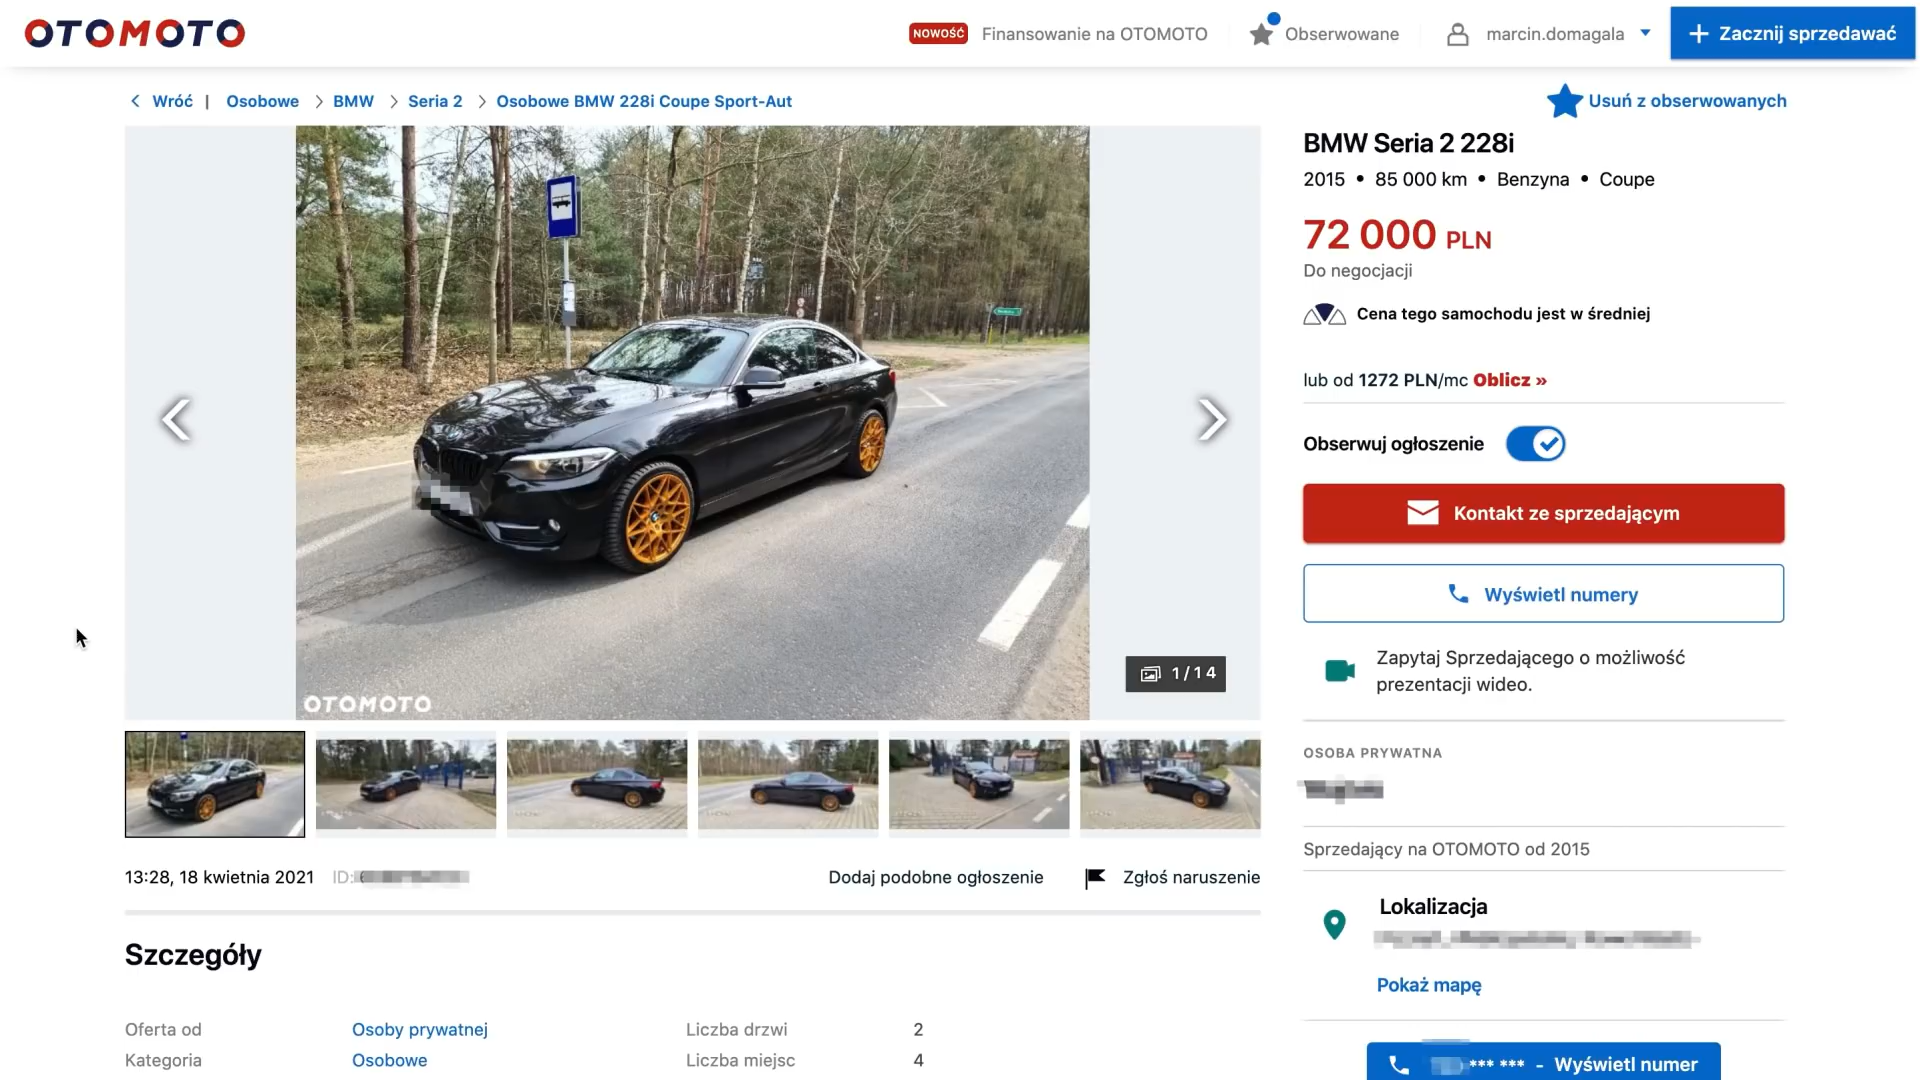 OTOMOTO
NOWOŚĆ Finansowanie na OTOMOTO
Obserwowane
marcin.domagala
+ Zacznij sprzedawać
Wróć | Osobowe > BMW > Seria 2 > Osobowe BMW 228i Coupe Sport-Aut
Usuń z obserwowanych
BMW Seria 2 228i
2015 • 85 000 km • Benzyna • Coupe
72 000 PLN
Do negocjacji
Cena tego samochodu jest w średniej
lub od 1272 PLN/mc Oblicz »
Obserwuj ogłoszenie
Kontakt ze sprzedającym
Wyświetl numery
Zapytaj Sprzedającego o możliwość
prezentacji wideo.
OSOBA PRYWATNA
Sprzedający na OTOMOTO od 2015
Lokalizacja
Pokaż mapę
*** *** - Wyświetl numer
1/14
OTOMOTO
13:28, 18 kwietnia 2021 ID:
Dodaj podobne ogłoszenie
Zgłoś naruszenie
Szczegóły
Oferta od Osoby prywatnej Liczba drzwi 2
Kategoria Osobowe Liczba miejsc 4